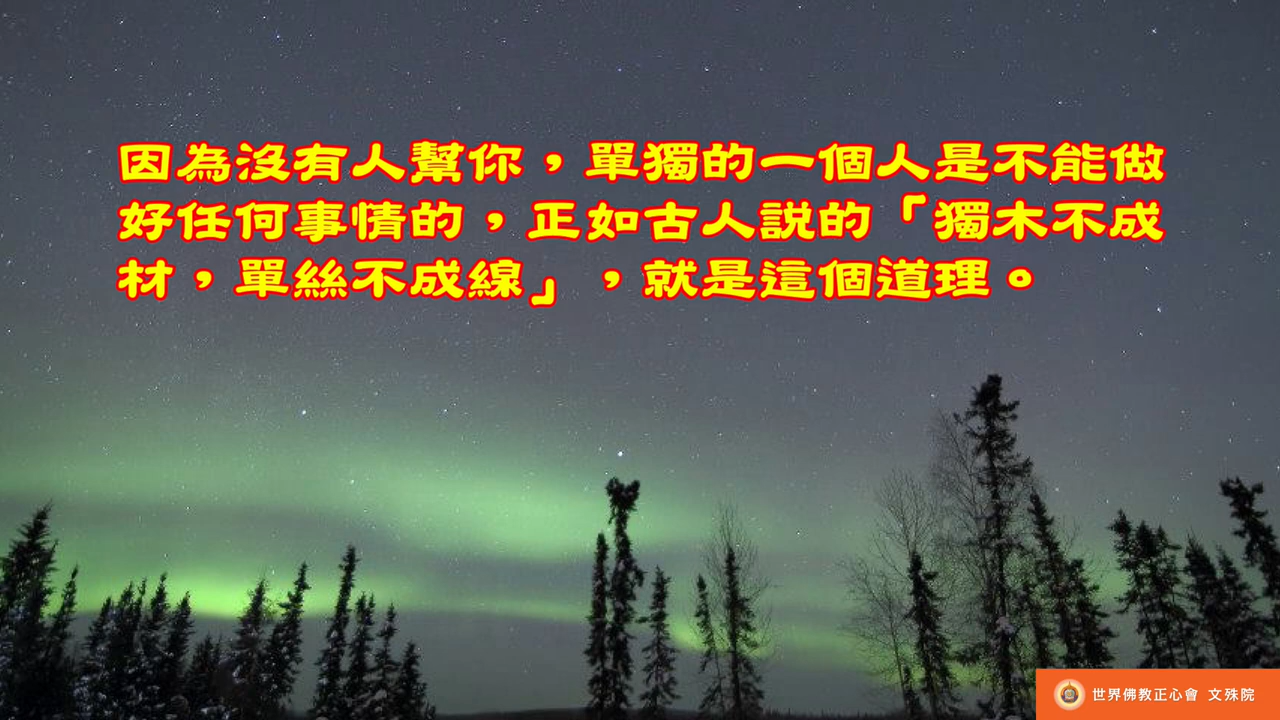 因為沒有人幫你，單獨的一個人是不能做
好任何事情的，正如古人説的「獨木不成
材，單絲不成線」，就是這個道理。
世界佛教正心會 文殊院